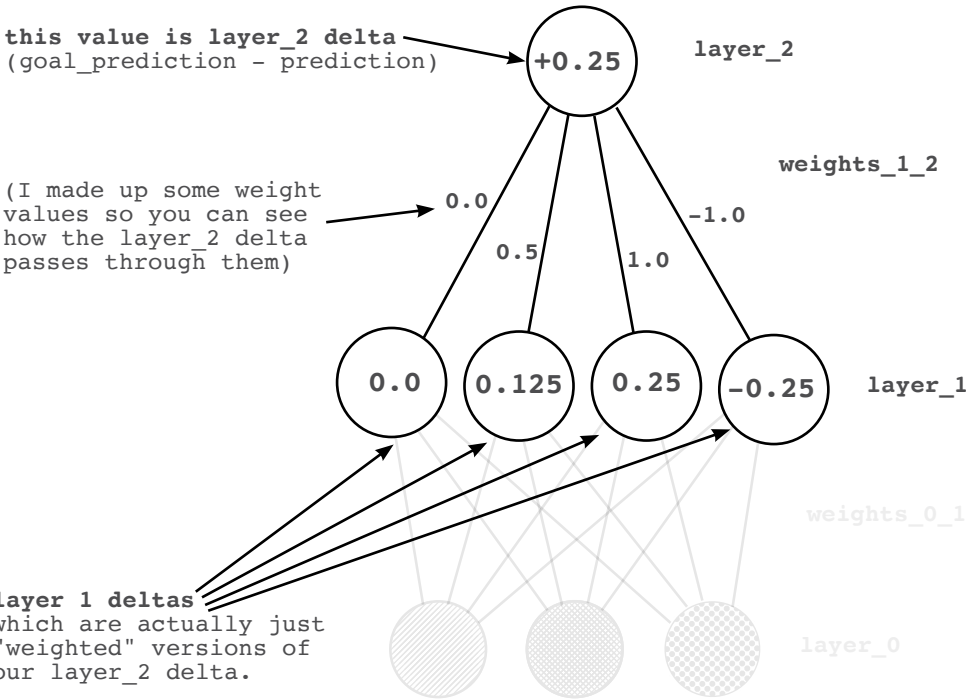 this value is layer_2 delta
(goal_prediction - prediction)
+0.25
layer_2
weights_1_2
(I made up some weight
values so you can see
how the layer_2 delta
passes through them)
0.0
0.5
1.0
-1.0
0.0
0.125
0.25
-0.25
layer_1
weights_0_1
layer 1 deltas
which are actually just
"weighted" versions of
our layer_2 delta.
layer_0